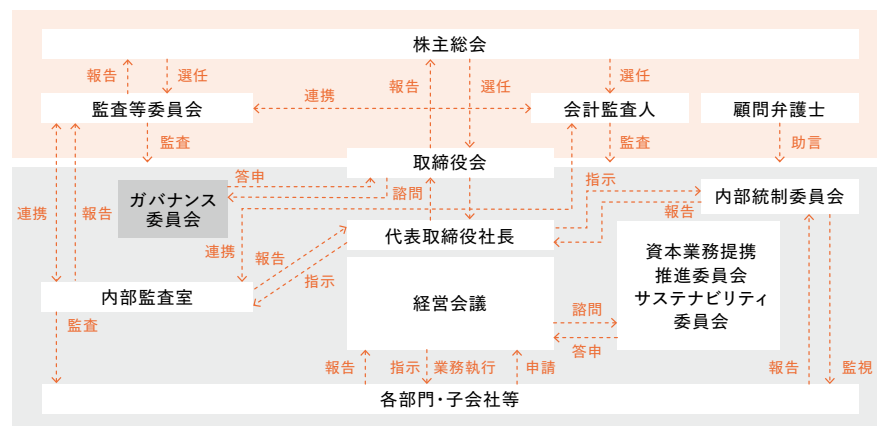 株主総会
報告
選任
報告
選任
選任
監査等委員会
連携
会計監査人
顧問弁護士
監査
監査
助言
取締役会
答申
諮問
指示
ガバナンス
委員会
内部統制委員会
連携
報告
報告
代表取締役社長
連携
報告
指示
資本業務提携
推進委員会
サステナビリティ
委員会
内部監査室
経営会議
諮問
監査
答申
報告
指示
業務執行
申請
報告
監視
各部門・子会社等